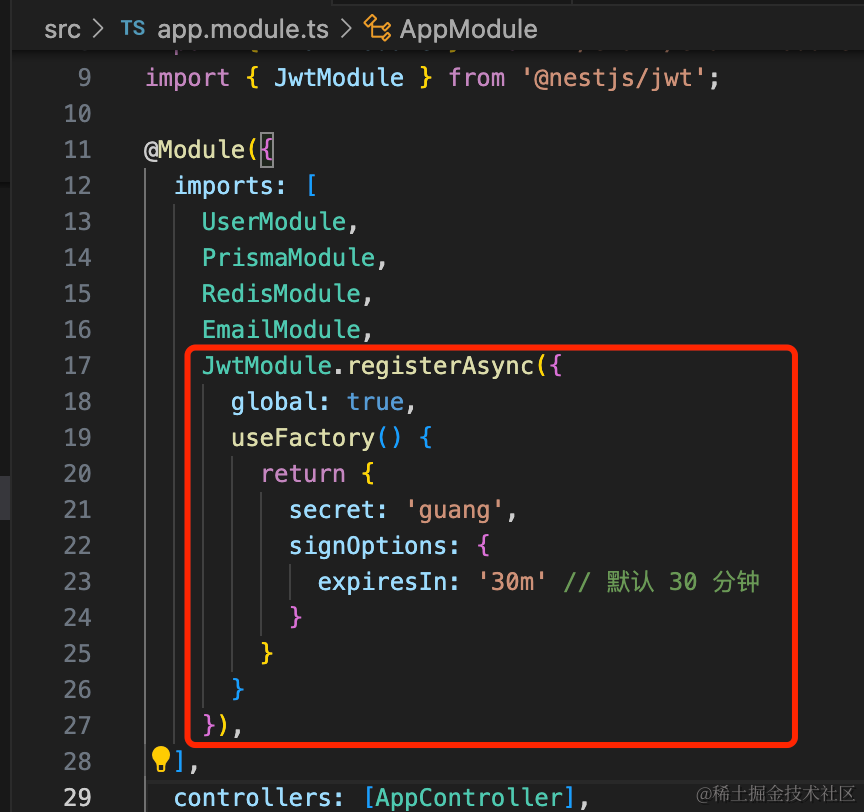 src > TS app.module.ts > AppModule
9 import { JwtModule } from '@nestjs/jwt';
10
11 @Module({
12 imports: [
13 UserModule,
14 PrismaModule,
15 RedisModule,
16 EmailModule,
17 JwtModule.registerAsync({
18 global: true,
19 useFactory() {
20 return {
21 secret: 'guang',
22 signOptions: {
23 expiresIn: '30m' // 默认 30 分钟
24 }
25 }
26 }
27 }),
28 ],
29 controllers: [AppController],
@稀土掘金技术社区